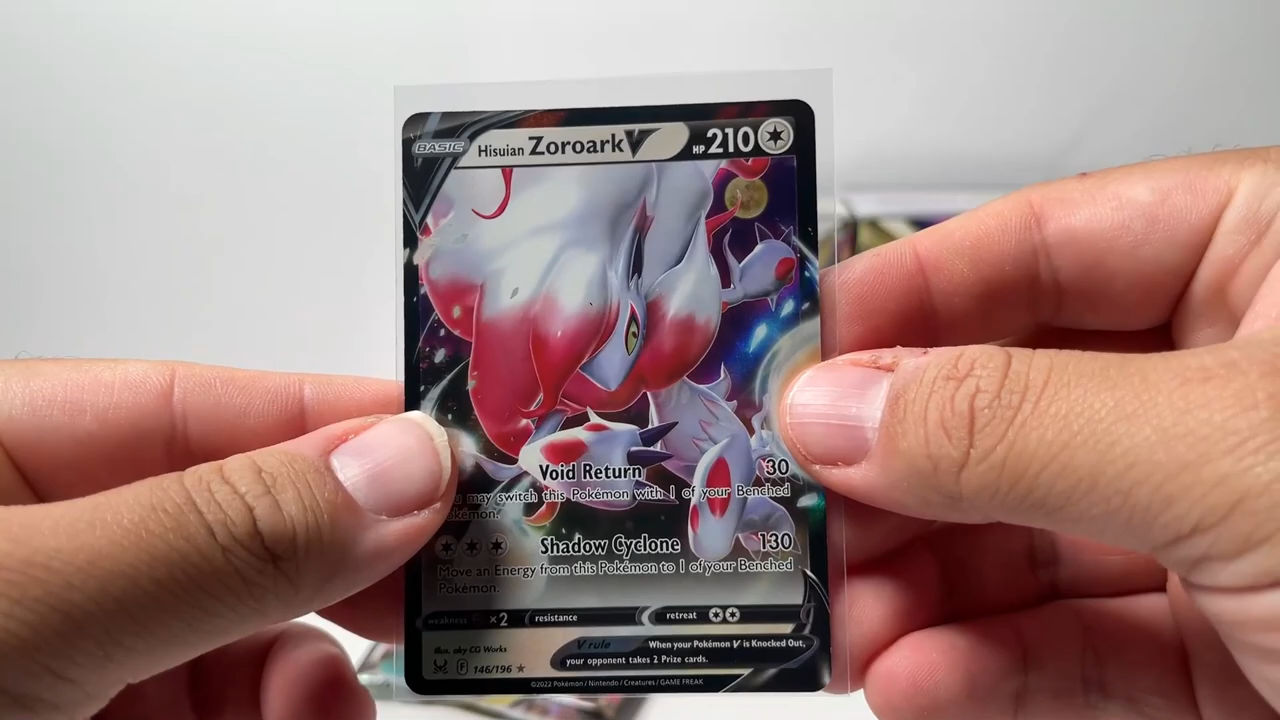 BASIC Hisuian Zoroark V HP 210
Void Return 30
may switch this Pokémon with 1 of your Benched
Shadow Cyclone 130
Move an Energy from this Pokémon to 1 of your Benched
Pokémon.
weakness ×2 resistance retreat
Illus. aky CG Works
V rule When your Pokémon V is Knocked Out,
your opponent takes 2 Prize cards.
F 146/196
©2022 Pokémon / Nintendo / Creatures / GAME FREAK